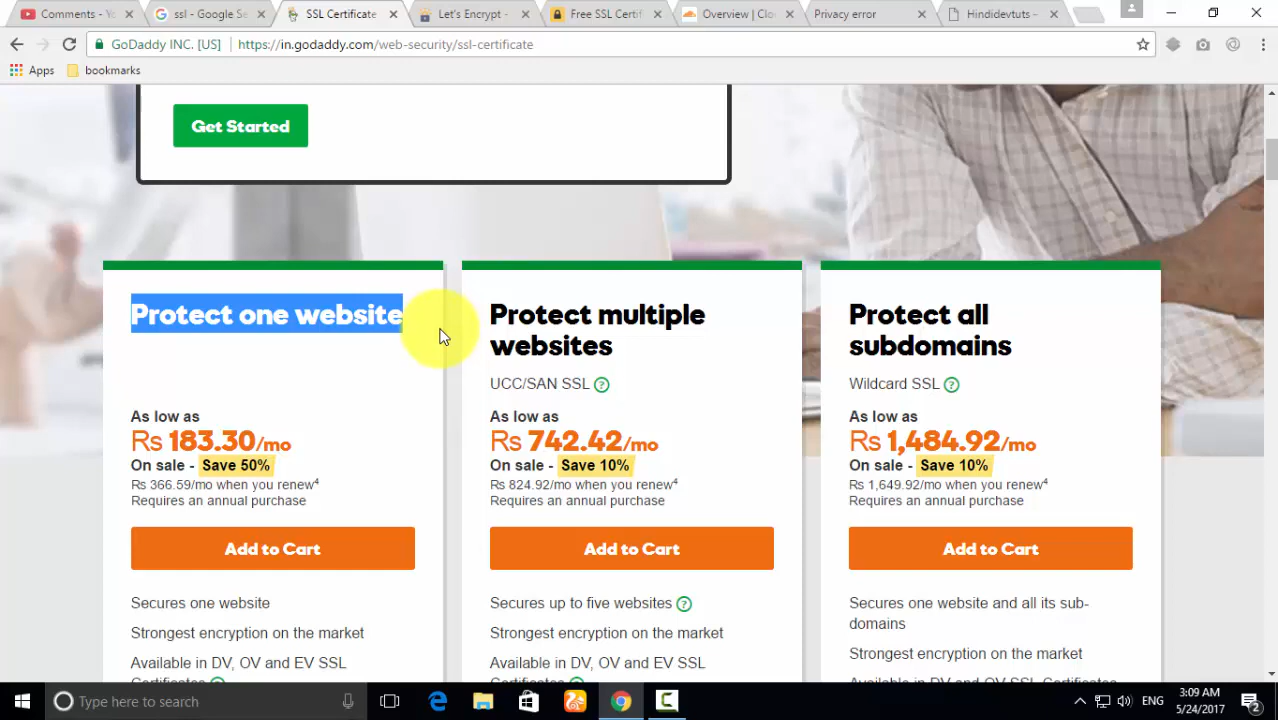 Comments - Yo
ssl - Google Se
SSL Certificate
Let's Encrypt -
Free SSL Certif
Overview | Clo
Privacy error
Hindidevtuts –
GoDaddy INC. [US]
https://in.godaddy.com/web-security/ssl-certificate
Apps
bookmarks
Get Started
Protect one website
As low as
Rs 183.30/mo
On sale - Save 50%
Rs 366.59/mo when you renew⁴
Requires an annual purchase
Add to Cart
Secures one website
Strongest encryption on the market
Available in DV, OV and EV SSL
Protect multiple
websites
UCC/SAN SSL ?
As low as
Rs 742.42/mo
On sale - Save 10%
Rs 824.92/mo when you renew⁴
Requires an annual purchase
Add to Cart
Secures up to five websites ?
Strongest encryption on the market
Available in DV, OV and EV SSL
Protect all
subdomains
Wildcard SSL ?
As low as
Rs 1,484.92/mo
On sale - Save 10%
Rs 1,649.92/mo when you renew⁴
Requires an annual purchase
Add to Cart
Secures one website and all its sub-
domains
Strongest encryption on the market
Type here to search
ENG
3:09 AM
5/24/2017
2